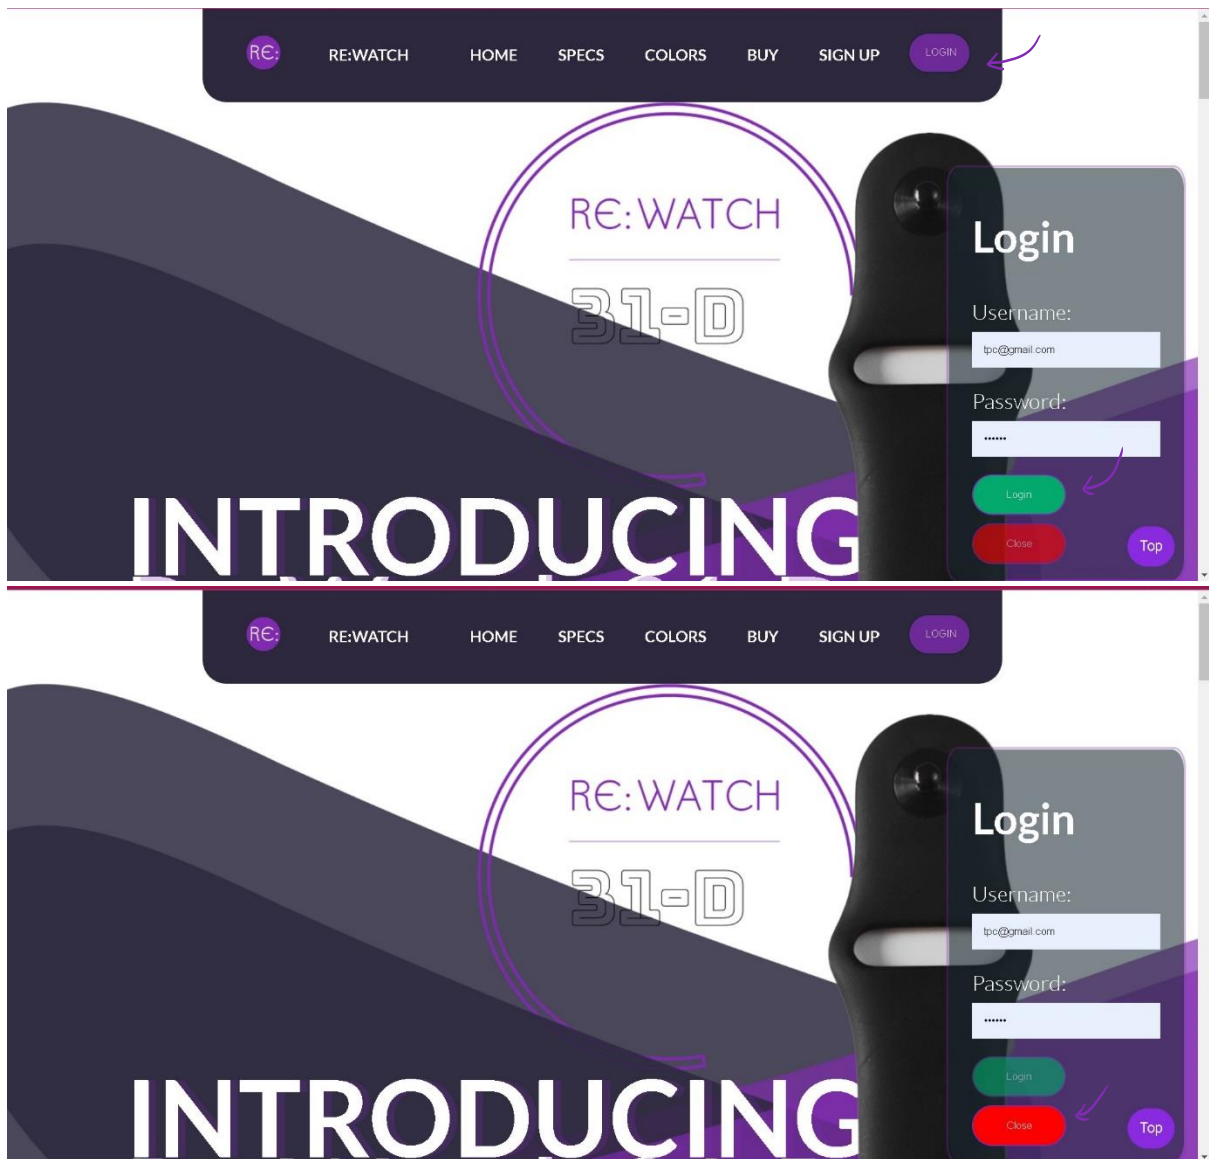 RE: RE:WATCH HOME SPECS COLORS BUY SIGN UP LOGIN
RE:WATCH
31-D
Login
Username:
tpc@gmail.com
Password:
••••••
Login
Close
Top
INTRODUCING
RE: RE:WATCH HOME SPECS COLORS BUY SIGN UP LOGIN
RE:WATCH
31-D
Login
Username:
tpc@gmail.com
Password:
••••••
Login
Close
Top
INTRODUCING